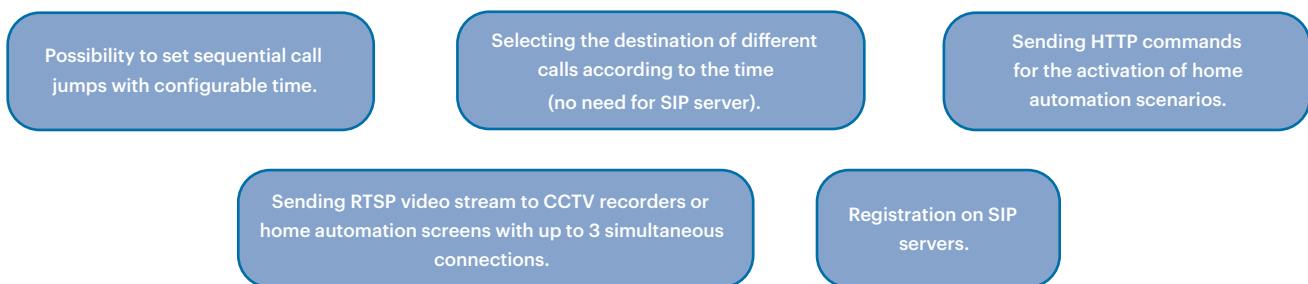 Possibility to set sequential call
jumps with configurable time.
Selecting the destination of different
calls according to the time
(no need for SIP server).
Sending HTTP commands
for the activation of home
automation scenarios.
Sending RTSP video stream to CCTV recorders or
home automation screens with up to 3 simultaneous
connections.
Registration on SIP
servers.